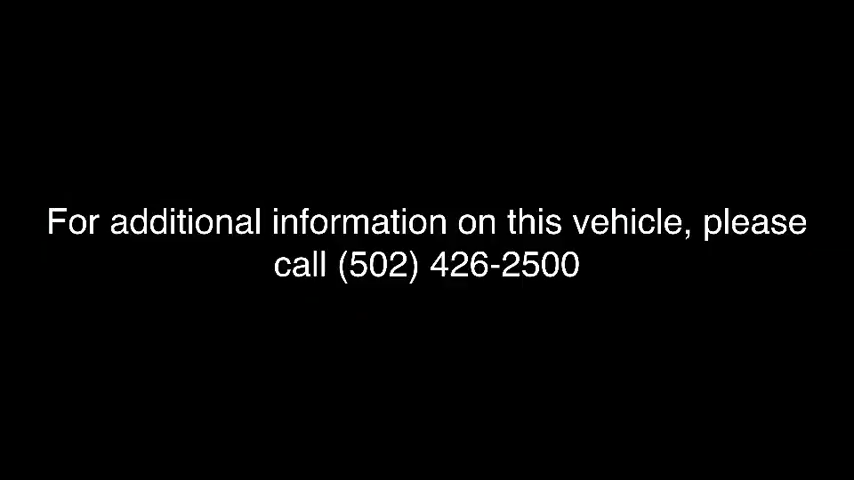 For additional information on this vehicle, please
call (502) 426-2500